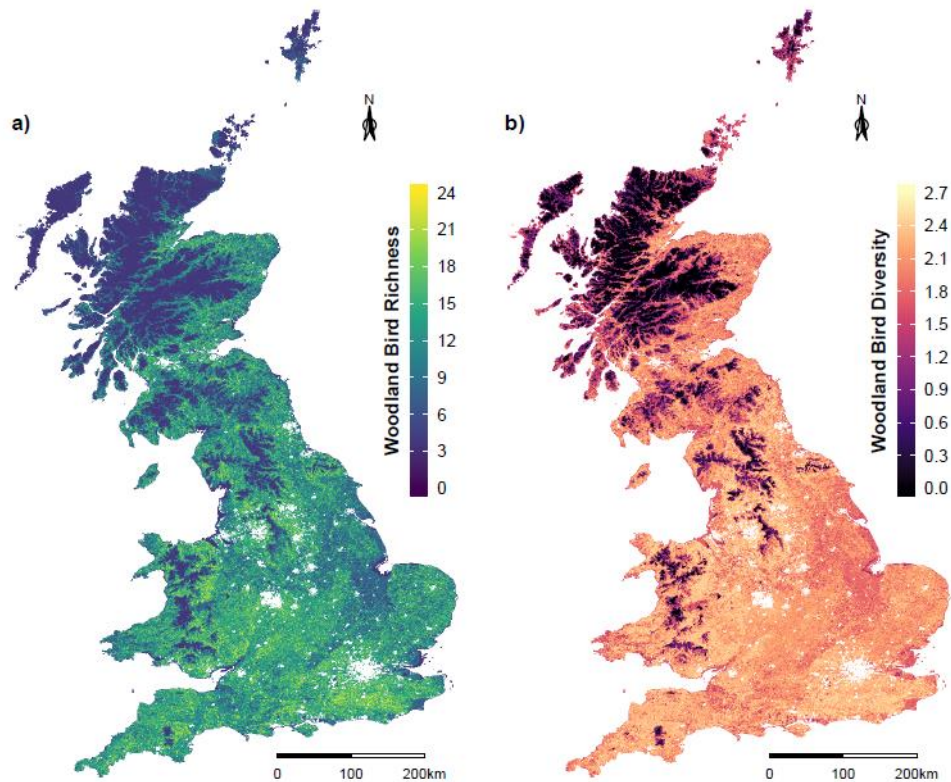 a)
N
Woodland Bird Richness
24
21
18
15
12
9
6
3
0
0 100 200km
b)
N
Woodland Bird Diversity
2.7
2.4
2.1
1.8
1.5
1.2
0.9
0.6
0.3
0.0
0 100 200km